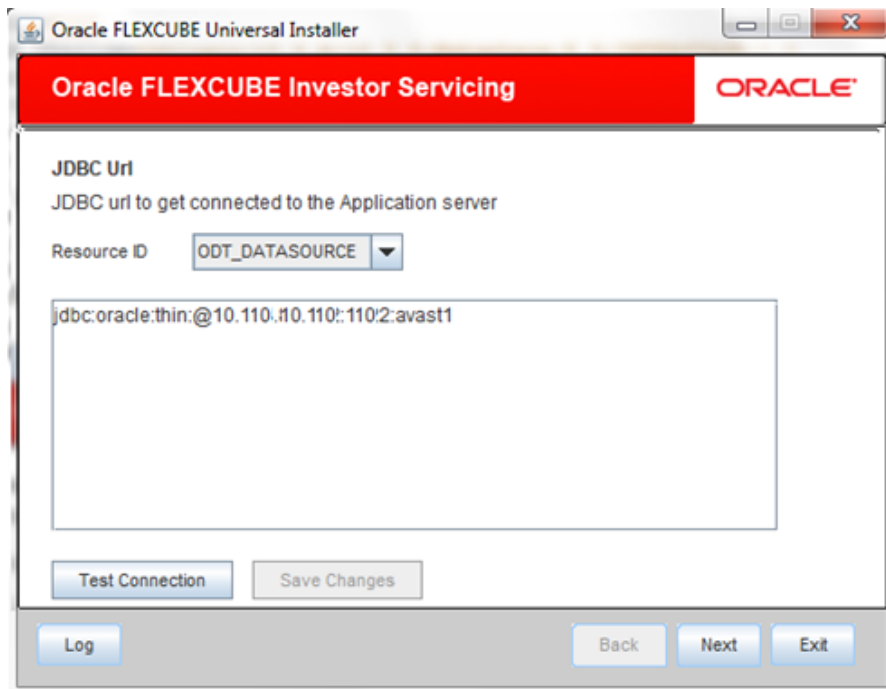 Oracle FLEXCUBE Universal Installer
Oracle FLEXCUBE Investor Servicing
ORACLE
JDBC Url
JDBC url to get connected to the Application server
Resource ID ODT_DATASOURCE
Test Connection Save Changes
Log Back Next Exit